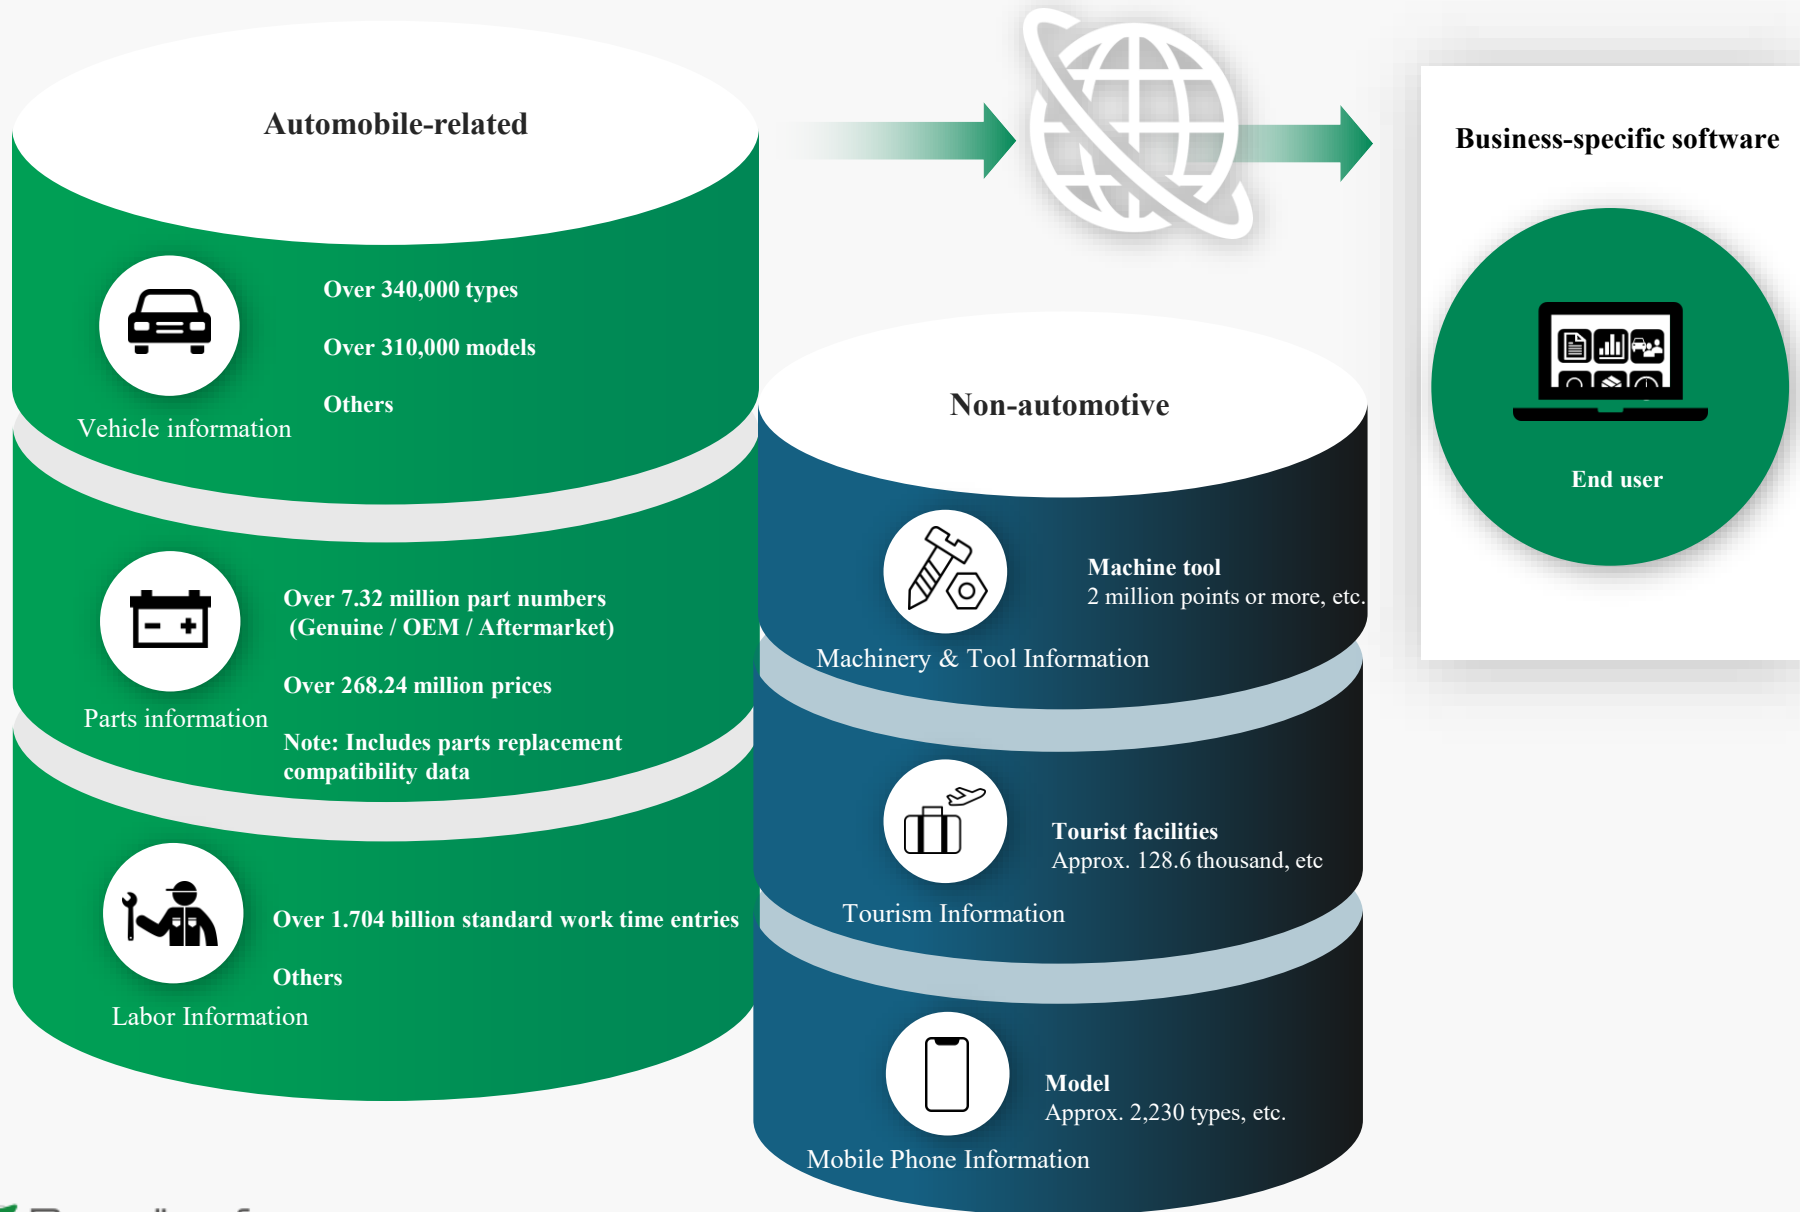 Automobile-related
Over 340,000 types
Over 310,000 models
Others
Vehicle information
Over 7.32 million part numbers
(Genuine / OEM / Aftermarket)
Over 268.24 million prices
Note: Includes parts replacement
compatibility data
Parts information
Over 1.704 billion standard work time entries
Others
Labor Information
Non-automotive
Machine tool
2 million points or more, etc.
Machinery & Tool Information
Tourist facilities
Approx. 128.6 thousand, etc
Tourism Information
Model
Approx. 2,230 types, etc.
Mobile Phone Information
Business-specific software
End user